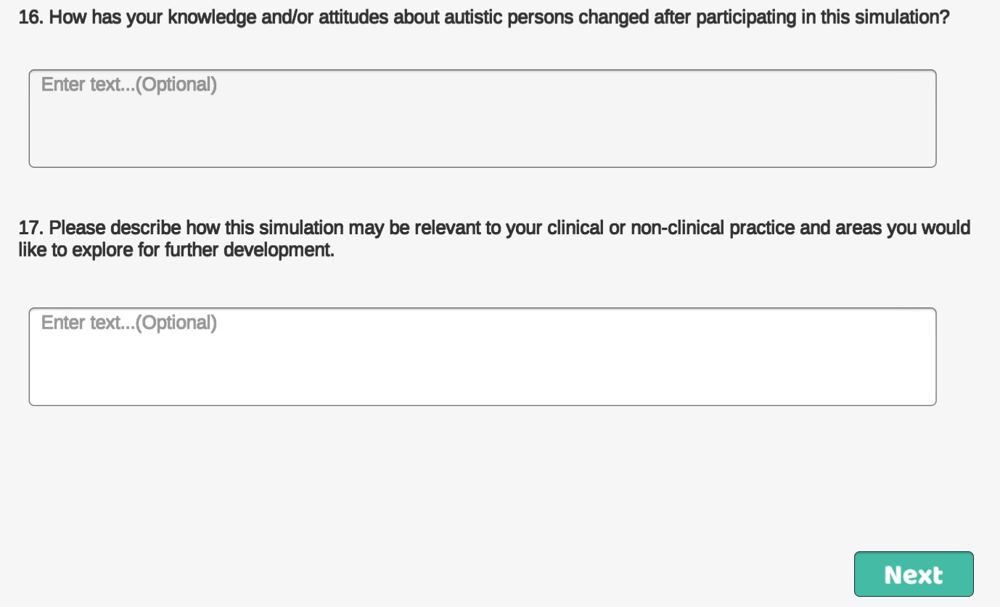 16. How has your knowledge and/or attitudes about autistic persons changed after participating in this simulation?
Enter text...(Optional)
17. Please describe how this simulation may be relevant to your clinical or non-clinical practice and areas you would
like to explore for further development.
Enter text...(Optional)
Next